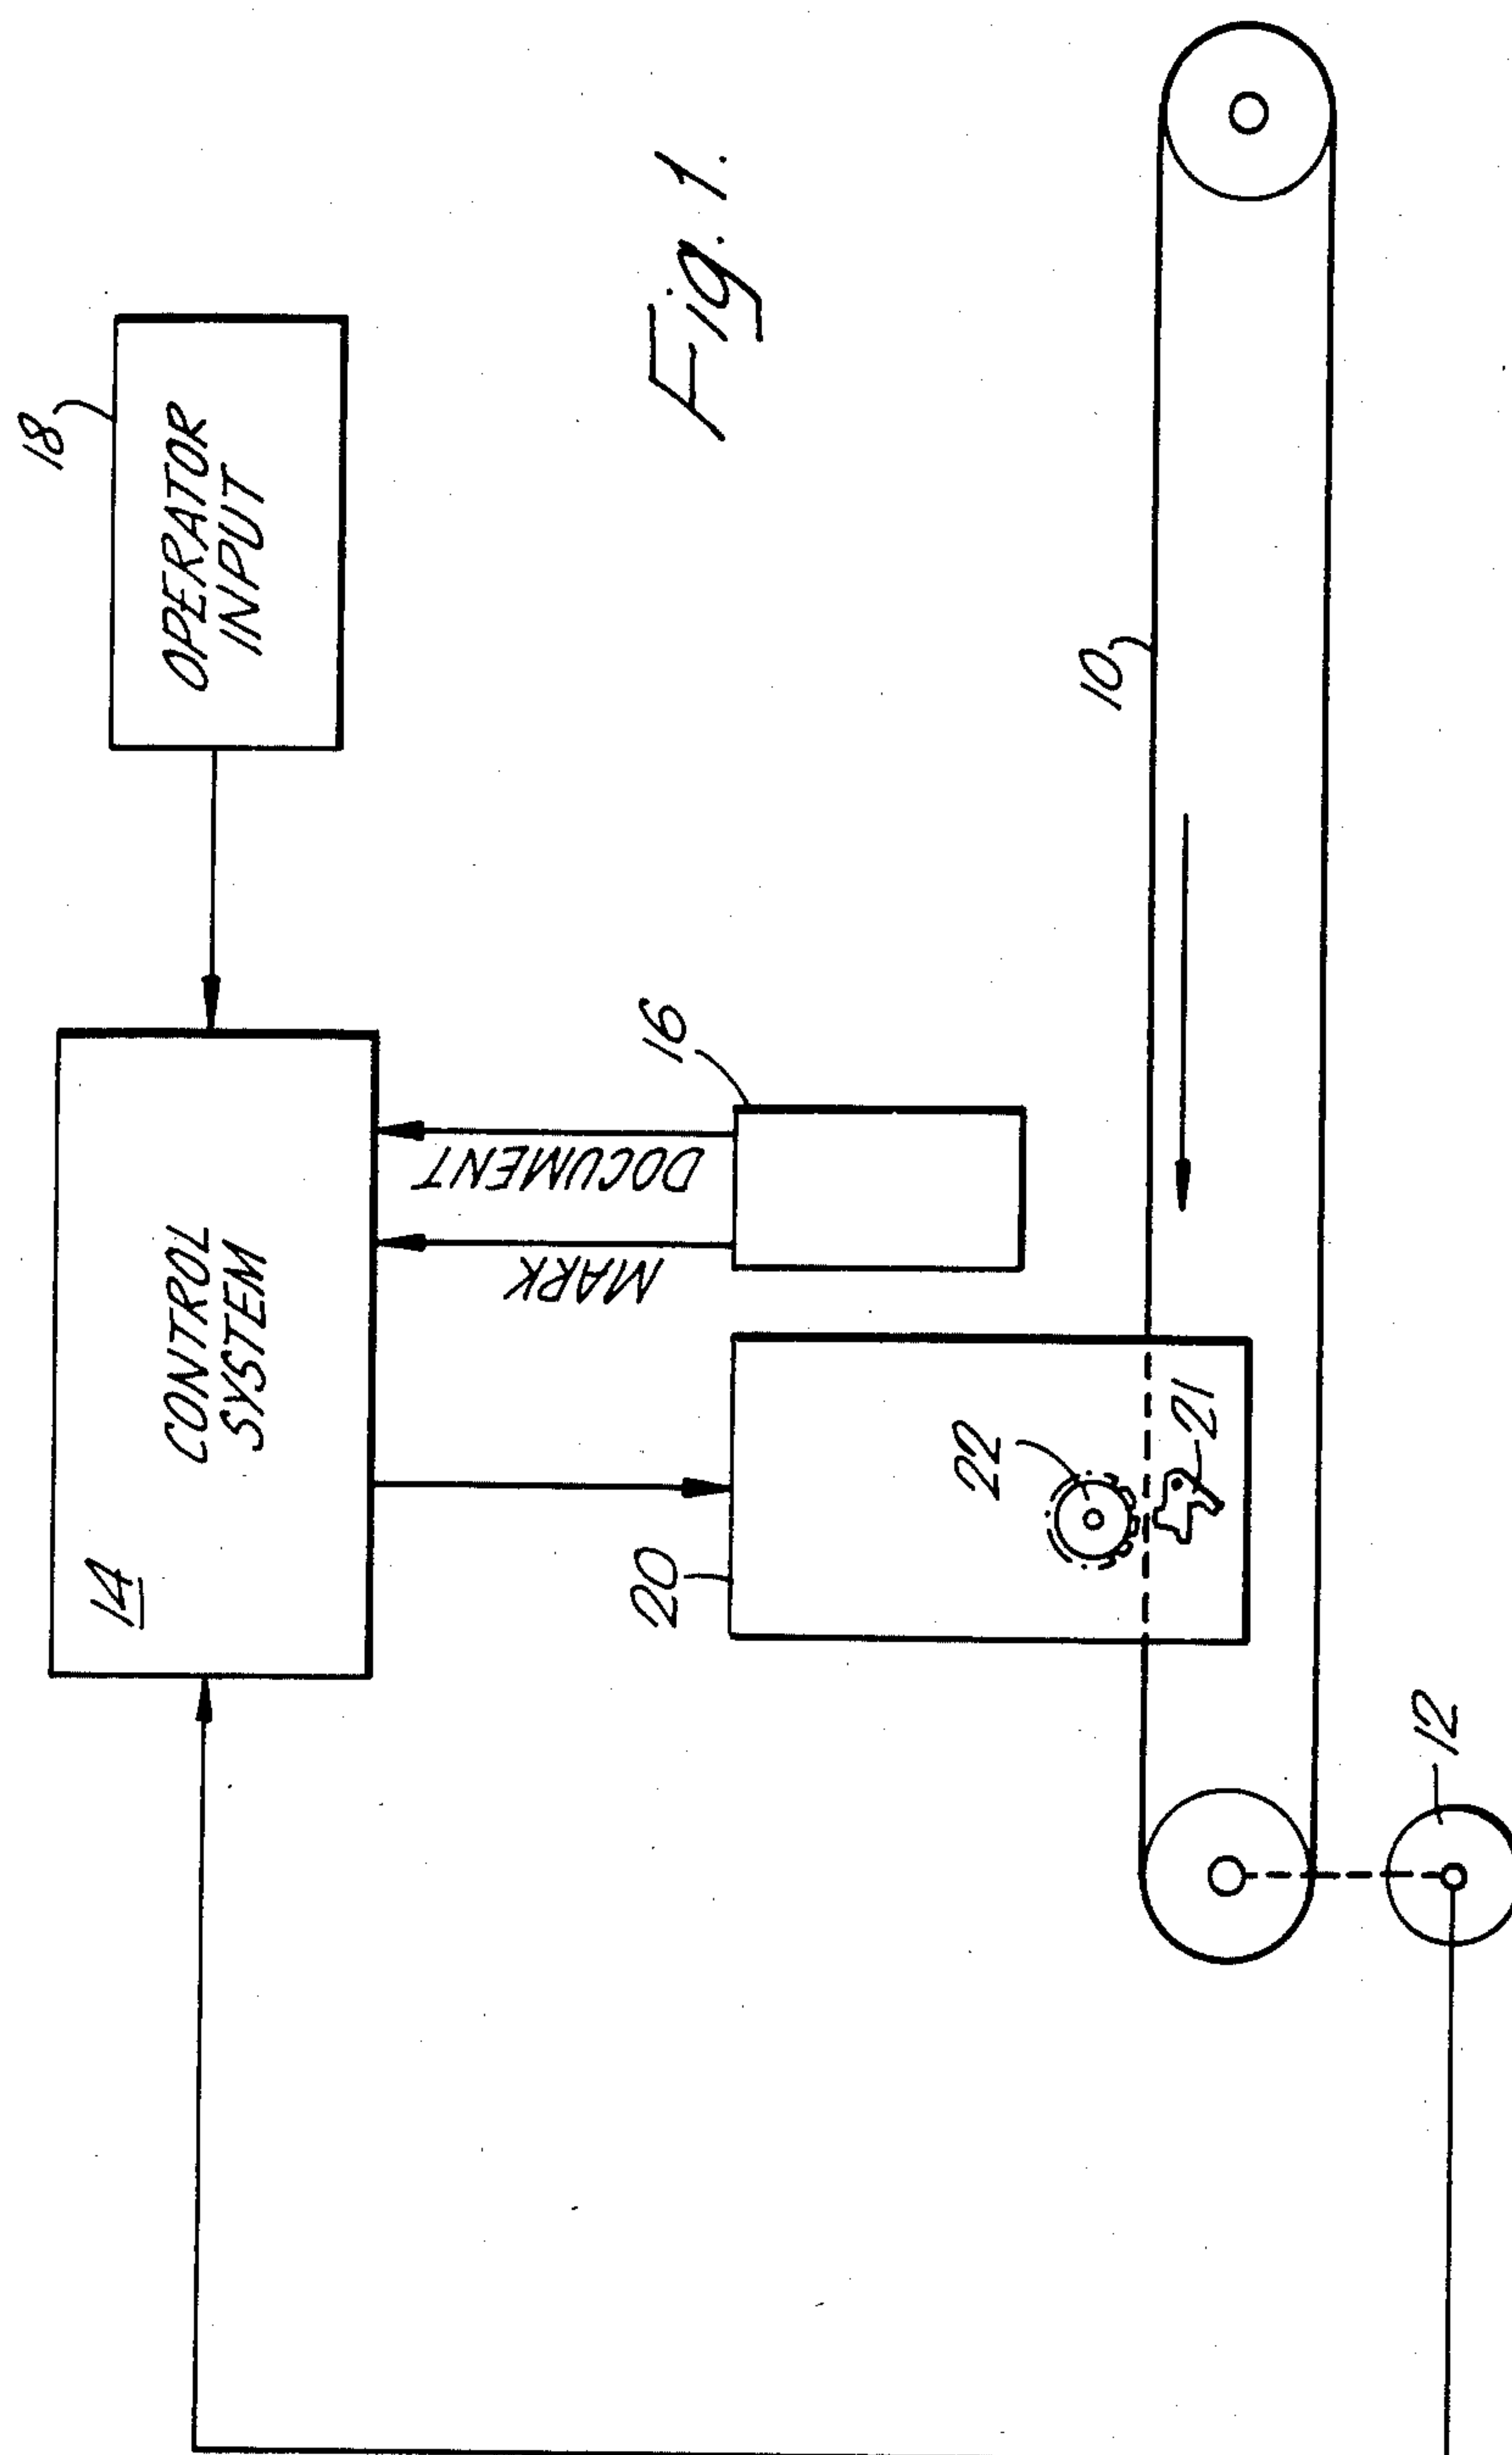 14
CONTROL
SYSTEM
18
OPERATOR
INPUT
MARK
DOCUMENT
16
Fig. 1.
20
22
21
10
12